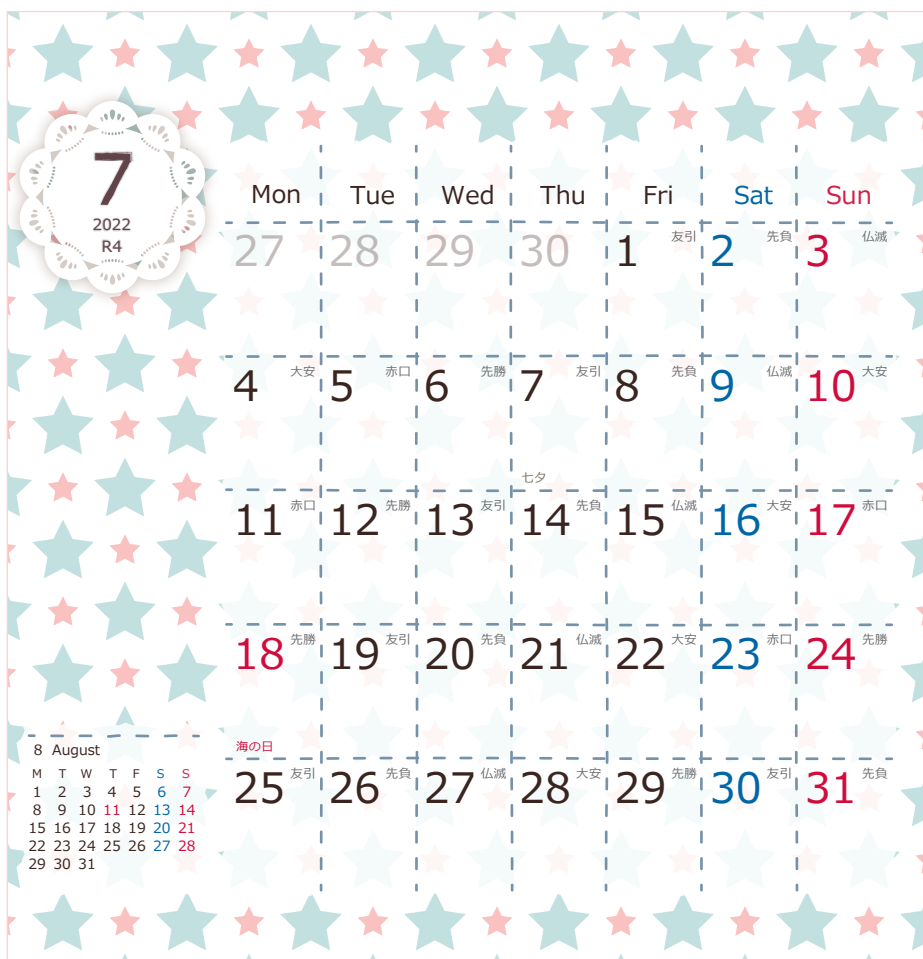 7
2022
R4
Mon Tue Wed Thu Fri Sat Sun
27 28 29 30 1 友引 2 先負 3 仏滅
4 大安 5 赤口 6 先勝 7 友引 8 先負 9 仏滅 10 大安
七夕
11 赤口 12 先勝 13 友引 14 先負 15 仏滅 16 大安 17 赤口
18 先勝 19 友引 20 先負 21 仏滅 22 大安 23 赤口 24 先勝
海の日
25 友引 26 先負 27 仏滅 28 大安 29 先勝 30 友引 31 先負
8 August
M T W T F S S
1 2 3 4 5 6 7
8 9 10 11 12 13 14
15 16 17 18 19 20 21
22 23 24 25 26 27 28
29 30 31